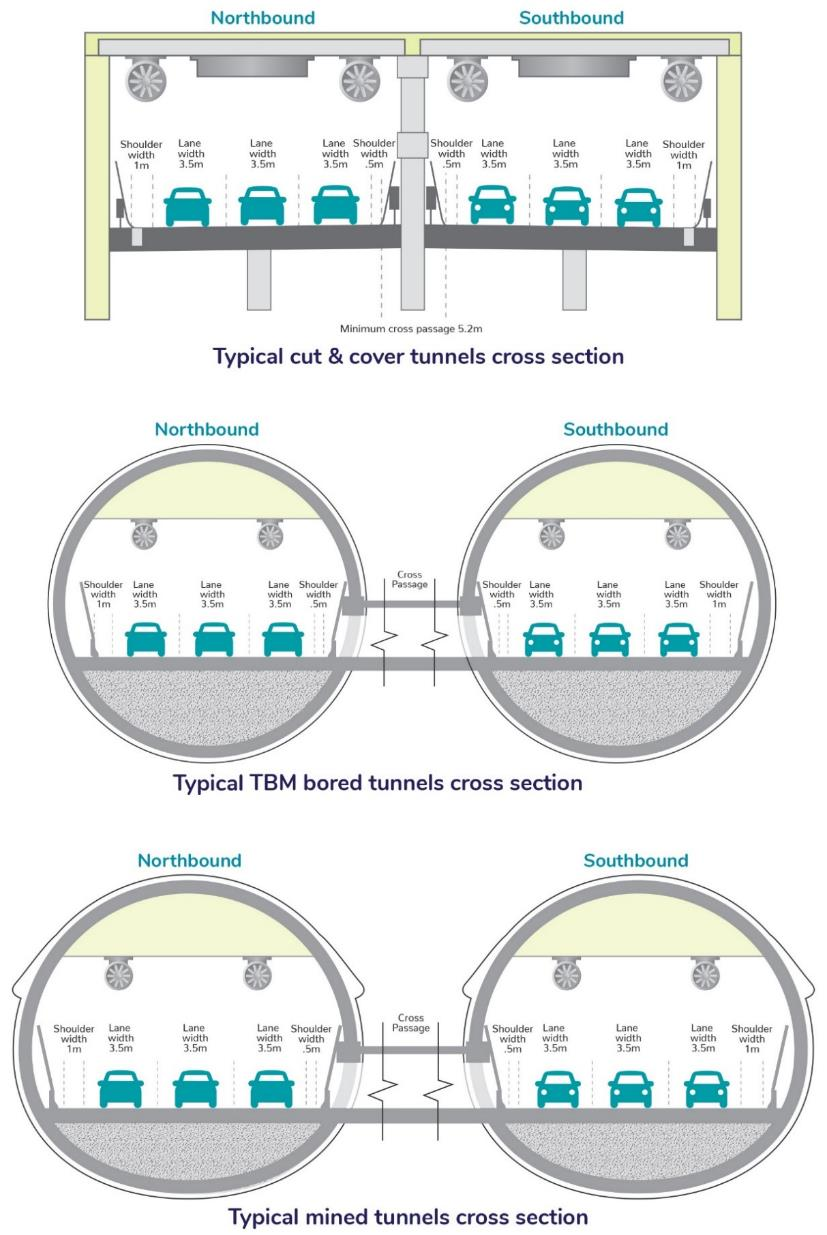 Northbound
Southbound
Shoulder
width
1m
Lane
width
3.5m
Lane
width
3.5m
Lane
width
3.5m
Shoulder
width
.5m
Shoulder
width
.5m
Lane
width
3.5m
Lane
width
3.5m
Lane
width
3.5m
Shoulder
width
1m
Minimum cross passage 5.2m
Typical cut & cover tunnels cross section
Northbound
Southbound
Shoulder
width
1m
Lane
width
3.5m
Lane
width
3.5m
Lane
width
3.5m
Shoulder
width
.5m
Cross
Passage
Shoulder
width
.5m
Lane
width
3.5m
Lane
width
3.5m
Lane
width
3.5m
Shoulder
width
1m
Typical TBM bored tunnels cross section
Northbound
Southbound
Shoulder
width
1m
Lane
width
3.5m
Lane
width
3.5m
Lane
width
3.5m
Shoulder
width
.5m
Cross
Passage
Shoulder
width
.5m
Lane
width
3.5m
Lane
width
3.5m
Lane
width
3.5m
Shoulder
width
1m
Typical mined tunnels cross section